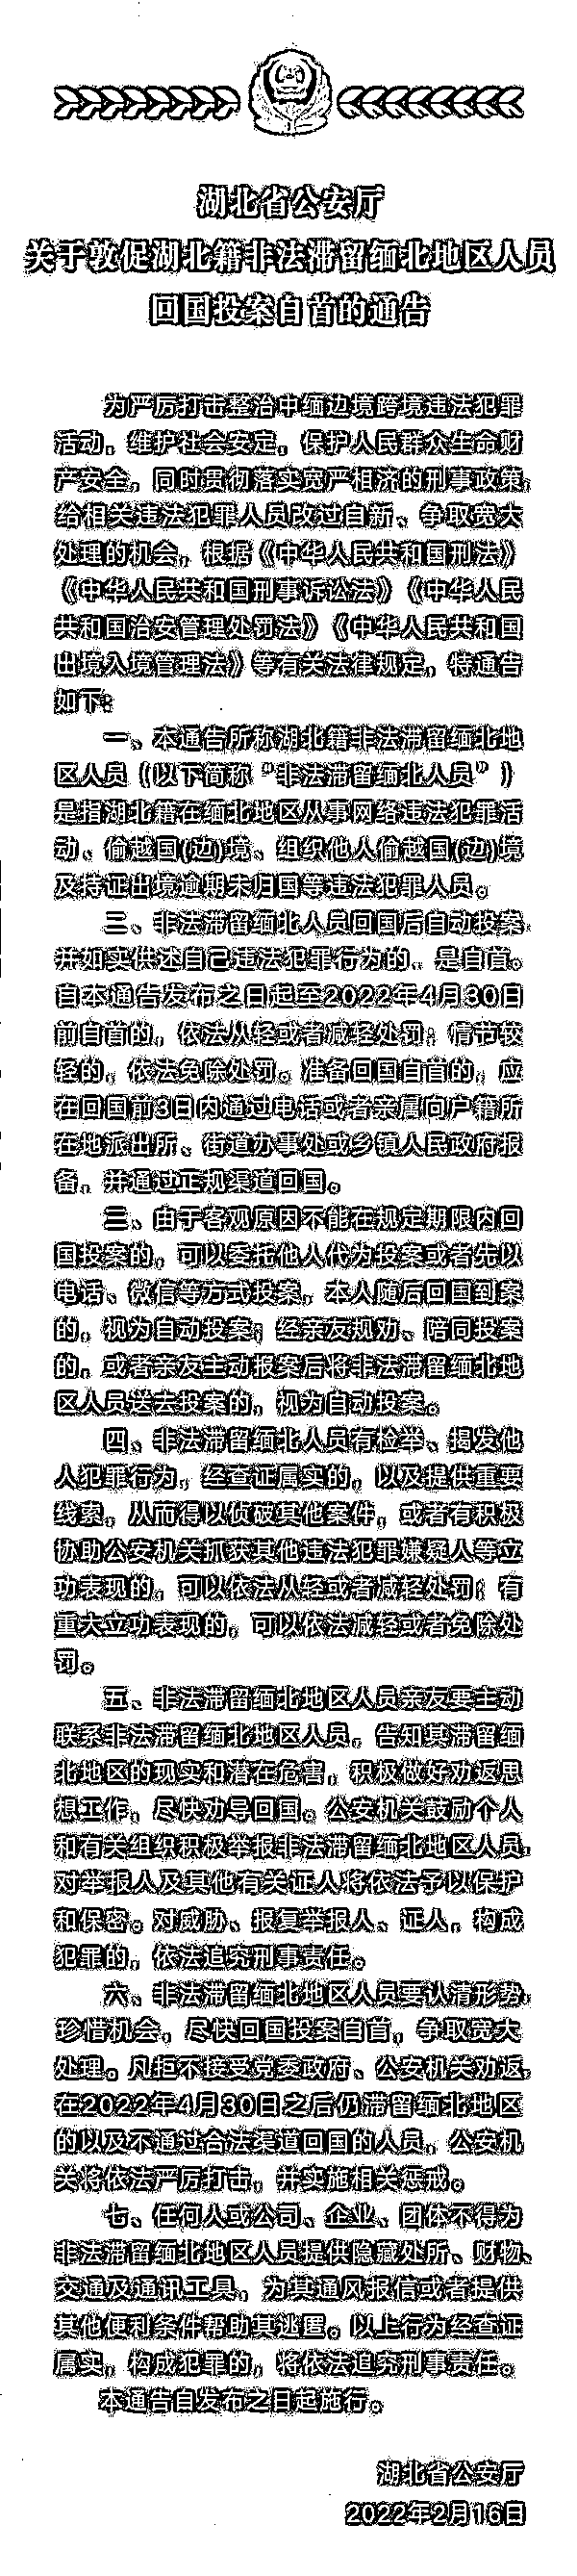 湖北省公安厅
关于敦促湖北籍非法滞留缅北地区人员
回国投案自首的通告
为严厉打击整治中缅边境跨境违法犯罪
活动，维护社会安定，保护人民群众生命财
产安全，同时贯彻落实宽严相济的刑事政策，
给相关违法犯罪人员改过自新、争取宽大
处理的机会，根据《中华人民共和国刑法》
《中华人民共和国刑事诉讼法》《中华人民
共和国治安管理处罚法》《中华人民共和国
出境入境管理法》等有关法律规定，特通告
如下：
一、本通告所称湖北籍非法滞留缅北地
区人员（以下简称“非法滞留缅北人员”）
是指湖北籍在缅北地区从事网络违法犯罪活
动、偷越国(边)境、组织他人偷越国(边)境
及持证出境逾期未归国等违法犯罪人员。
二、非法滞留缅北人员回国后自动投案，
并如实供述自己违法犯罪行为的，是自首。
自本通告发布之日起至2022年4月30日
前自首的，依法从轻或者减轻处罚；情节较
轻的，依法免除处罚。准备回国自首的，应
在回国前3日内通过电话或者亲属向户籍所
在地派出所、街道办事处或乡镇人民政府报
备，并通过正规渠道回国。
三、由于客观原因不能在规定期限内回
国投案的，可以委托他人代为投案或者先以
电话、微信等方式投案，本人随后回国到案
的，视为自动投案；经亲友规劝、陪同投案
的，或者亲友主动报案后将非法滞留缅北地
区人员送去投案的，视为自动投案。
四、非法滞留缅北人员有检举、揭发他
人犯罪行为，经查证属实的，以及提供重要
线索，从而得以侦破其他案件，或者有积极
协助公安机关抓获其他违法犯罪嫌疑人等立
功表现的，可以依法从轻或者减轻处罚；有
重大立功表现的，可以依法减轻或者免除处
罚。
五、非法滞留缅北地区人员亲友要主动
联系非法滞留缅北地区人员，告知其滞留缅
北地区的现实和潜在危害，积极做好劝返思
想工作，尽快劝导回国。公安机关鼓励个人
和有关组织积极举报非法滞留缅北地区人员，
对举报人及其他有关证人将依法予以保护
和保密。对威胁、报复举报人、证人，构成
犯罪的，依法追究刑事责任。
六、非法滞留缅北地区人员要认清形势，
珍惜机会，尽快回国投案自首，争取宽大
处理。凡拒不接受党委政府、公安机关劝返，
在2022年4月30日之后仍滞留缅北地区
的以及不通过合法渠道回国的人员，公安机
关将依法严厉打击，并实施相关惩戒。
七、任何人或公司、企业、团体不得为
非法滞留缅北地区人员提供隐藏处所、财物、
交通及通讯工具，为其通风报信或者提供
其他便利条件帮助其逃匿。以上行为经查证
属实，构成犯罪的，将依法追究刑事责任。
本通告自发布之日起施行。
湖北省公安厅
2022年2月16日